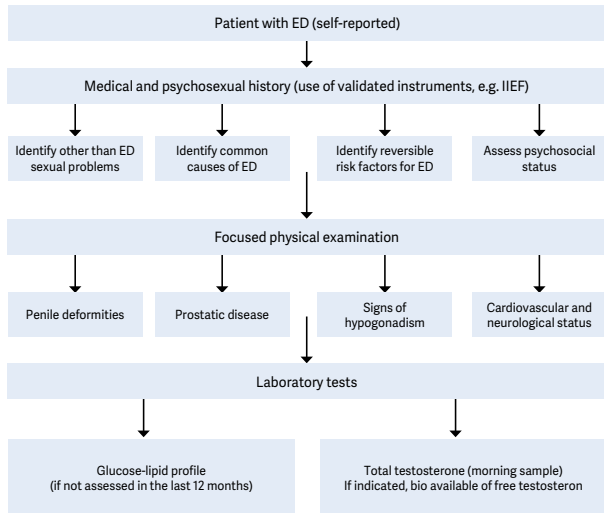 Patient with ED (self-reported)
Medical and psychosexual history (use of validated instruments, e.g. IIEF)
Identify other than ED
sexual problems
Identify common
causes of ED
Identify reversible
risk factors for ED
Assess psychosocial
status
Focused physical examination
Penile deformities
Prostatic disease
Signs of
hypogonadism
Cardiovascular and
neurological status
Laboratory tests
Glucose-lipid profile
(if not assessed in the last 12 months)
Total testosterone (morning sample)
If indicated, bio available of free testosteron